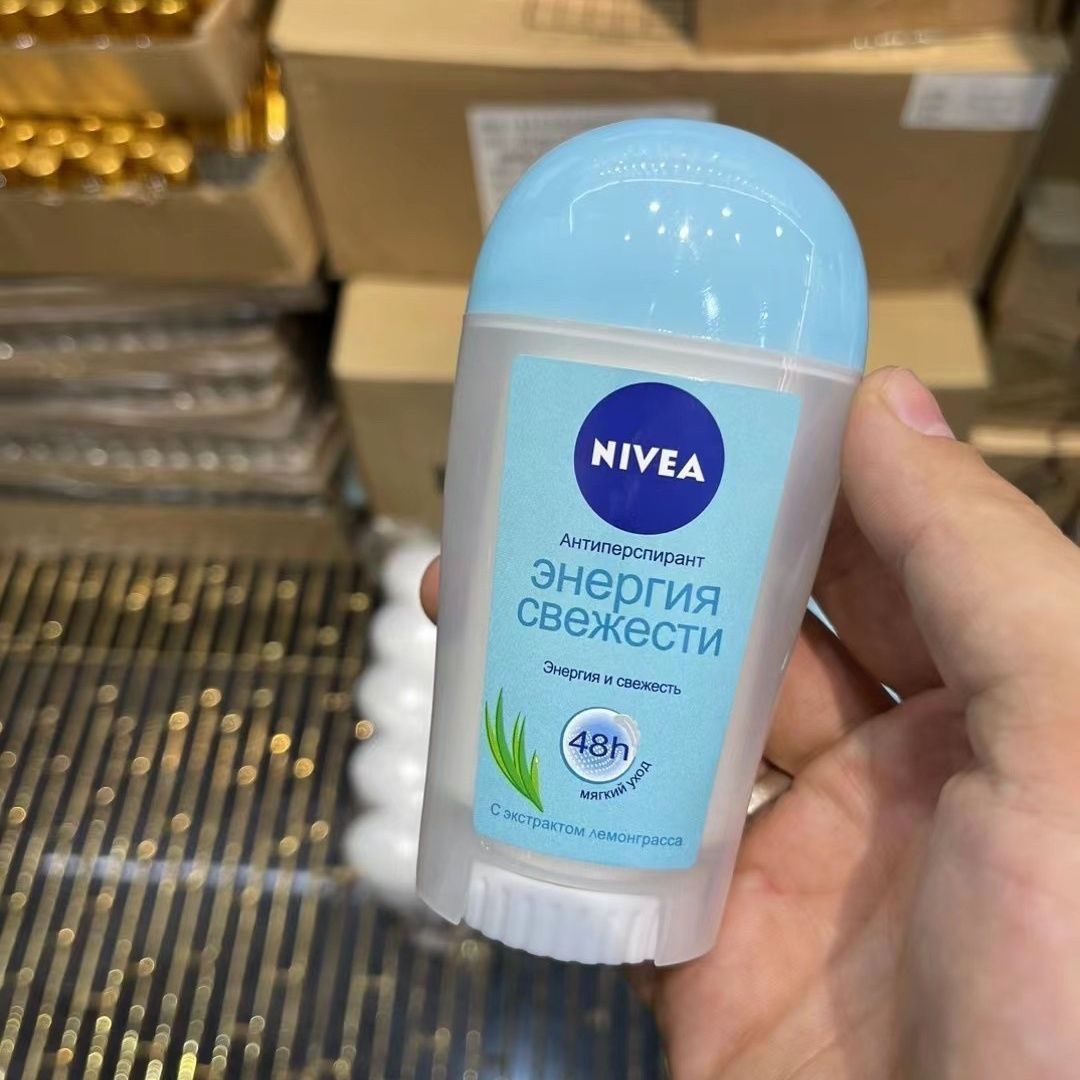 NIVEA
Антиперспирант
энергия
свежести
Энергия и свежесть
48h
мягкий уход
С экстрактом лемонграсса